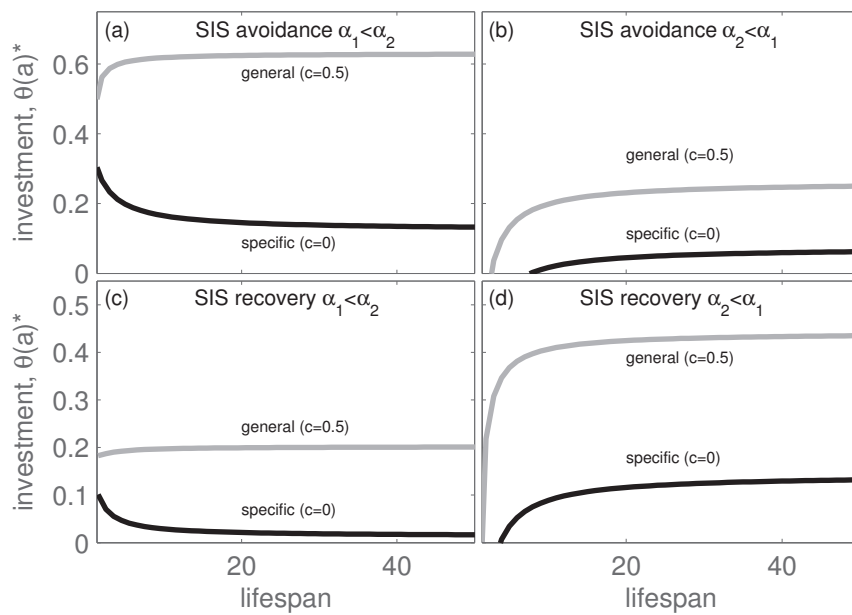 (a) SIS avoidance α₁<α₂
general (c=0.5)
specific (c=0)
investment, θ(a)*
0.6
0.4
0.2
0
(b) SIS avoidance α₂<α₁
general (c=0.5)
specific (c=0)
(c) SIS recovery α₁<α₂
general (c=0.5)
specific (c=0)
investment, θ(a)*
0.5
0.4
0.3
0.2
0.1
0
20 40
lifespan
(d) SIS recovery α₂<α₁
general (c=0.5)
specific (c=0)
20 40
lifespan